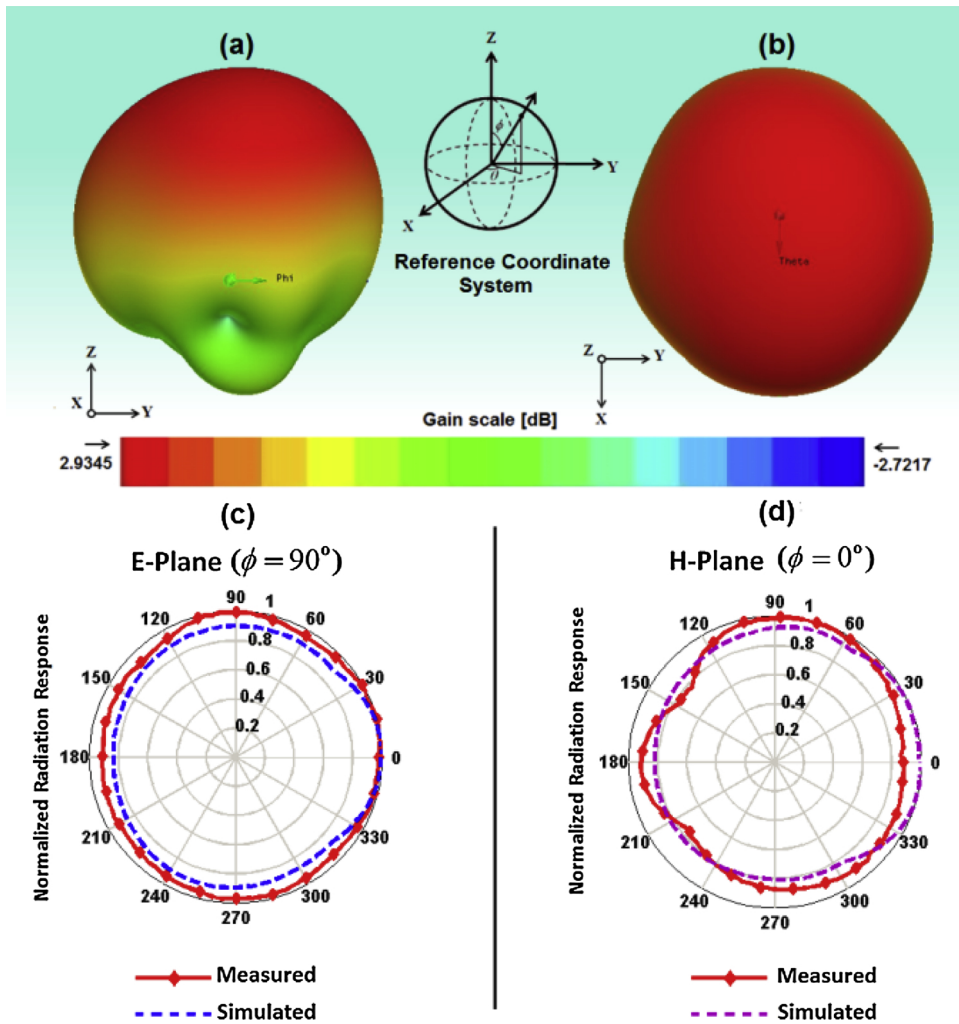 (a)
(b)
Z
Y
X
φ
θ
Reference Coordinate
System
Phi
Theta
Z
X
Y
Z
Y
X
Gain scale [dB]
2.9345
-2.7217
(c)
(d)
E-Plane (ϕ = 90°)
H-Plane (ϕ = 0°)
Normalized Radiation Response
90
1
120
60
0.8
150
0.6
30
0.4
0.2
180
0
210
330
240
300
270
Measured
Simulated
Normalized Radiation Response
90
1
120
60
0.8
150
0.6
30
0.4
0.2
180
0
210
330
240
300
270
Measured
Simulated